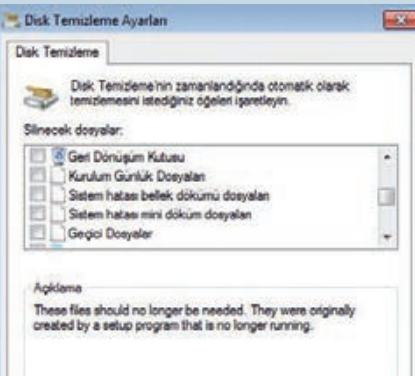 Disk Temizleme Ayarları
Disk Temizleme
Disk Temizleme'nin zamanlandığında otomatik olarak
temizlemesini istediğiniz öğeleri işaretleyin.
Silinecek dosyalar:
Geri Dönüşüm Kutusu
Kurulum Günlük Dosyaları
Sistem hatası bellek dökümü dosyaları
Sistem hatası mini döküm dosyaları
Geçici Dosyalar
Açıklama
These files should no longer be needed. They were originally
created by a setup program that is no longer running.